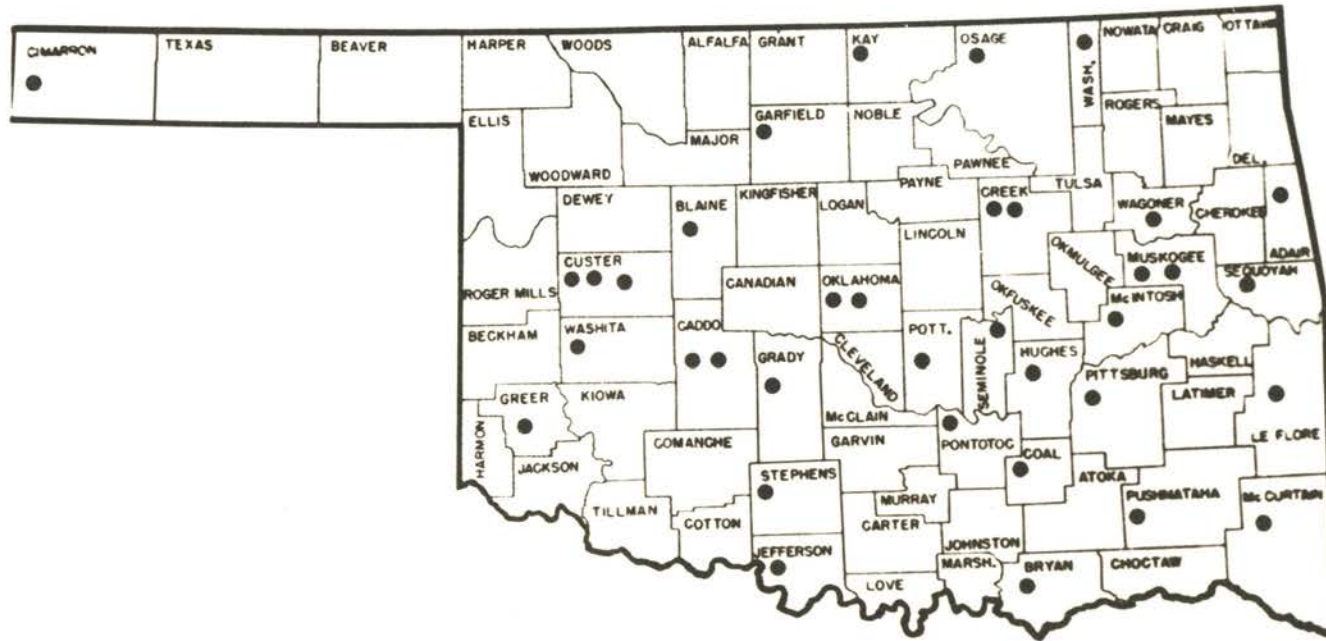 CIMARRON
TEXAS
BEAVER
HARPER
WOODS
ALFALFA
GRANT
KAY
OSAGE
WASH.
NOWATA
CRAIG
OTTAWA
ELLIS
WOODWARD
MAJOR
GARFIELD
NOBLE
PAWNEE
ROGERS
MAYES
DEL.
DEWEY
BLAINE
KINGFISHER
LOGAN
PAYNE
LINCOLN
CREEK
TULSA
WAGONER
CHEROKEE
ADAIR
ROGER MILLS
CUSTER
CANADIAN
OKLAHOMA
OKFUSKEE
OKMULGEE
MUSKOGEE
McINTOSH
SEQUOYAH
BECKHAM
WASHITA
CADDO
GRADY
CLEVELAND
POTT.
SEMINOLE
HUGHES
PITTSBURG
HASKELL
LATIMER
LE FLORE
HARMON
GREER
KIOWA
McCLAIN
JACKSON
COMANCHE
GARVIN
PONTOTOC
COAL
ATOKA
PUSHMATAHA
McCURTAIN
TILLMAN
COTTON
STEPHENS
MURRAY
CARTER
JOHNSTON
JEFFERSON
LOVE
MARSH.
BRYAN
CHOCTAW